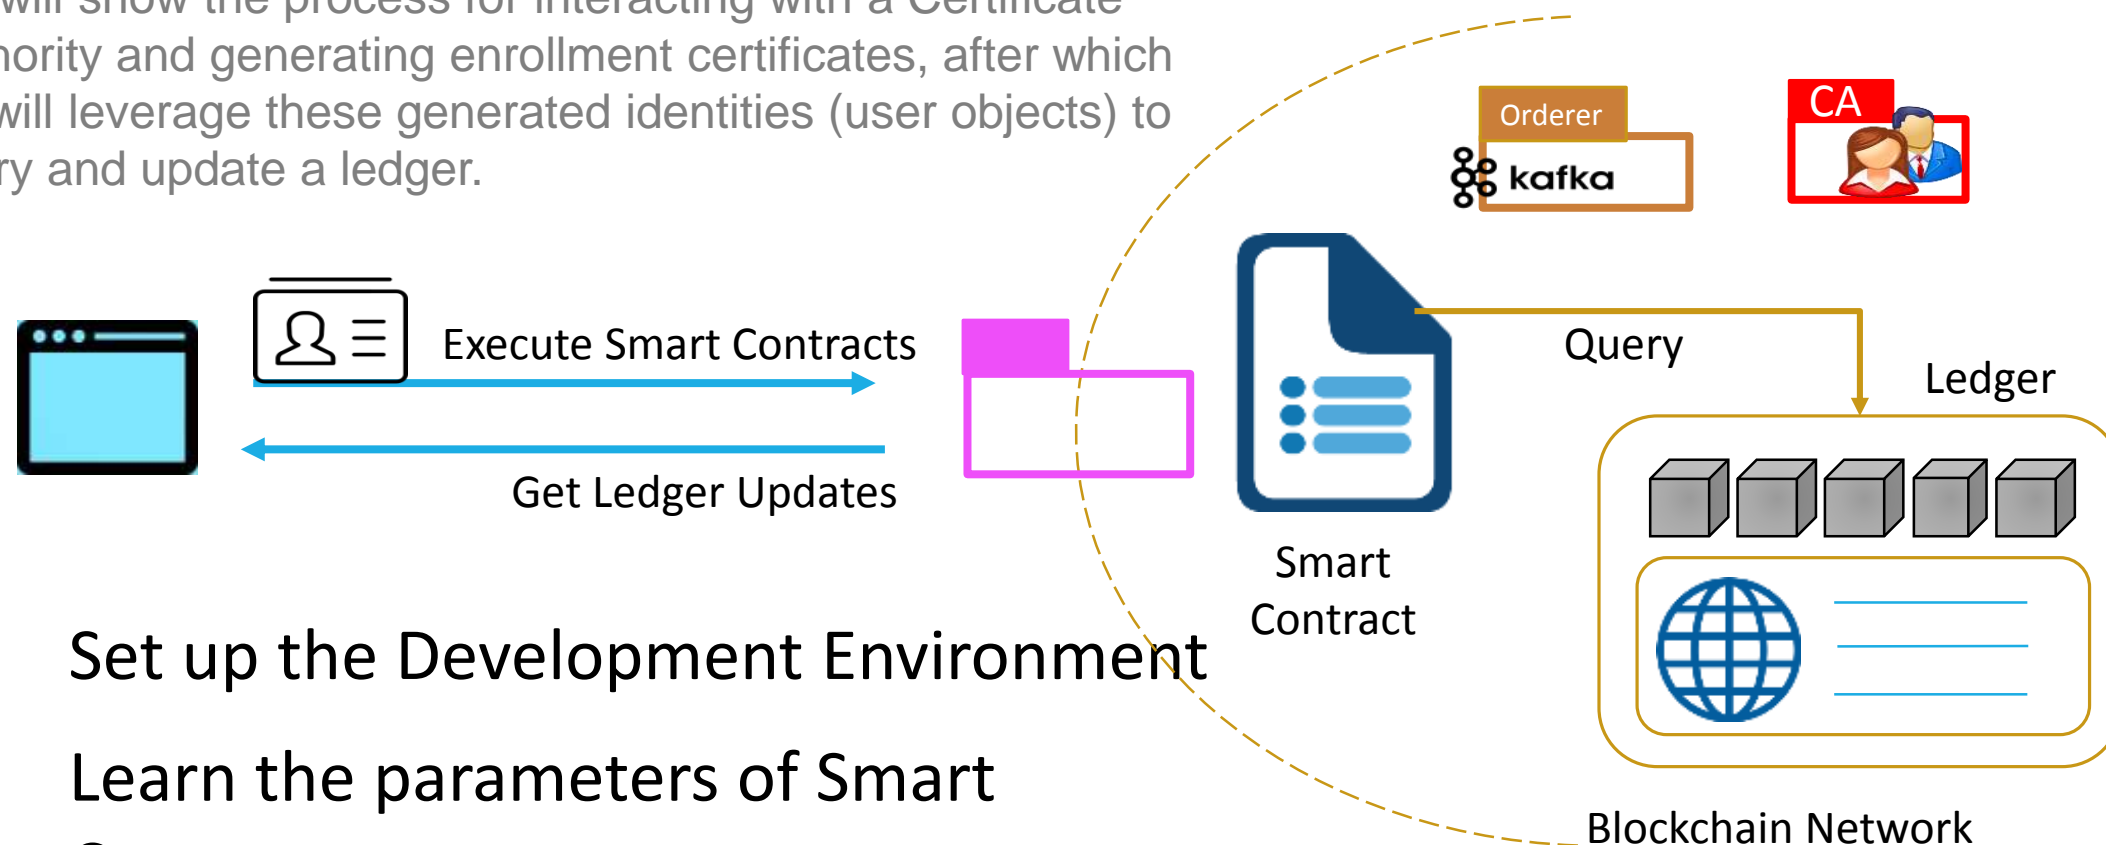 will show the process for interacting with a Certificate
ority and generating enrollment certificates, after which
will leverage these generated identities (user objects) to
ry and update a ledger.
Orderer
CA
kafka
Execute Smart Contracts
Query
Ledger
Get Ledger Updates
Smart
Contract
Set up the Development Environment
Learn the parameters of Smart
Blockchain Network